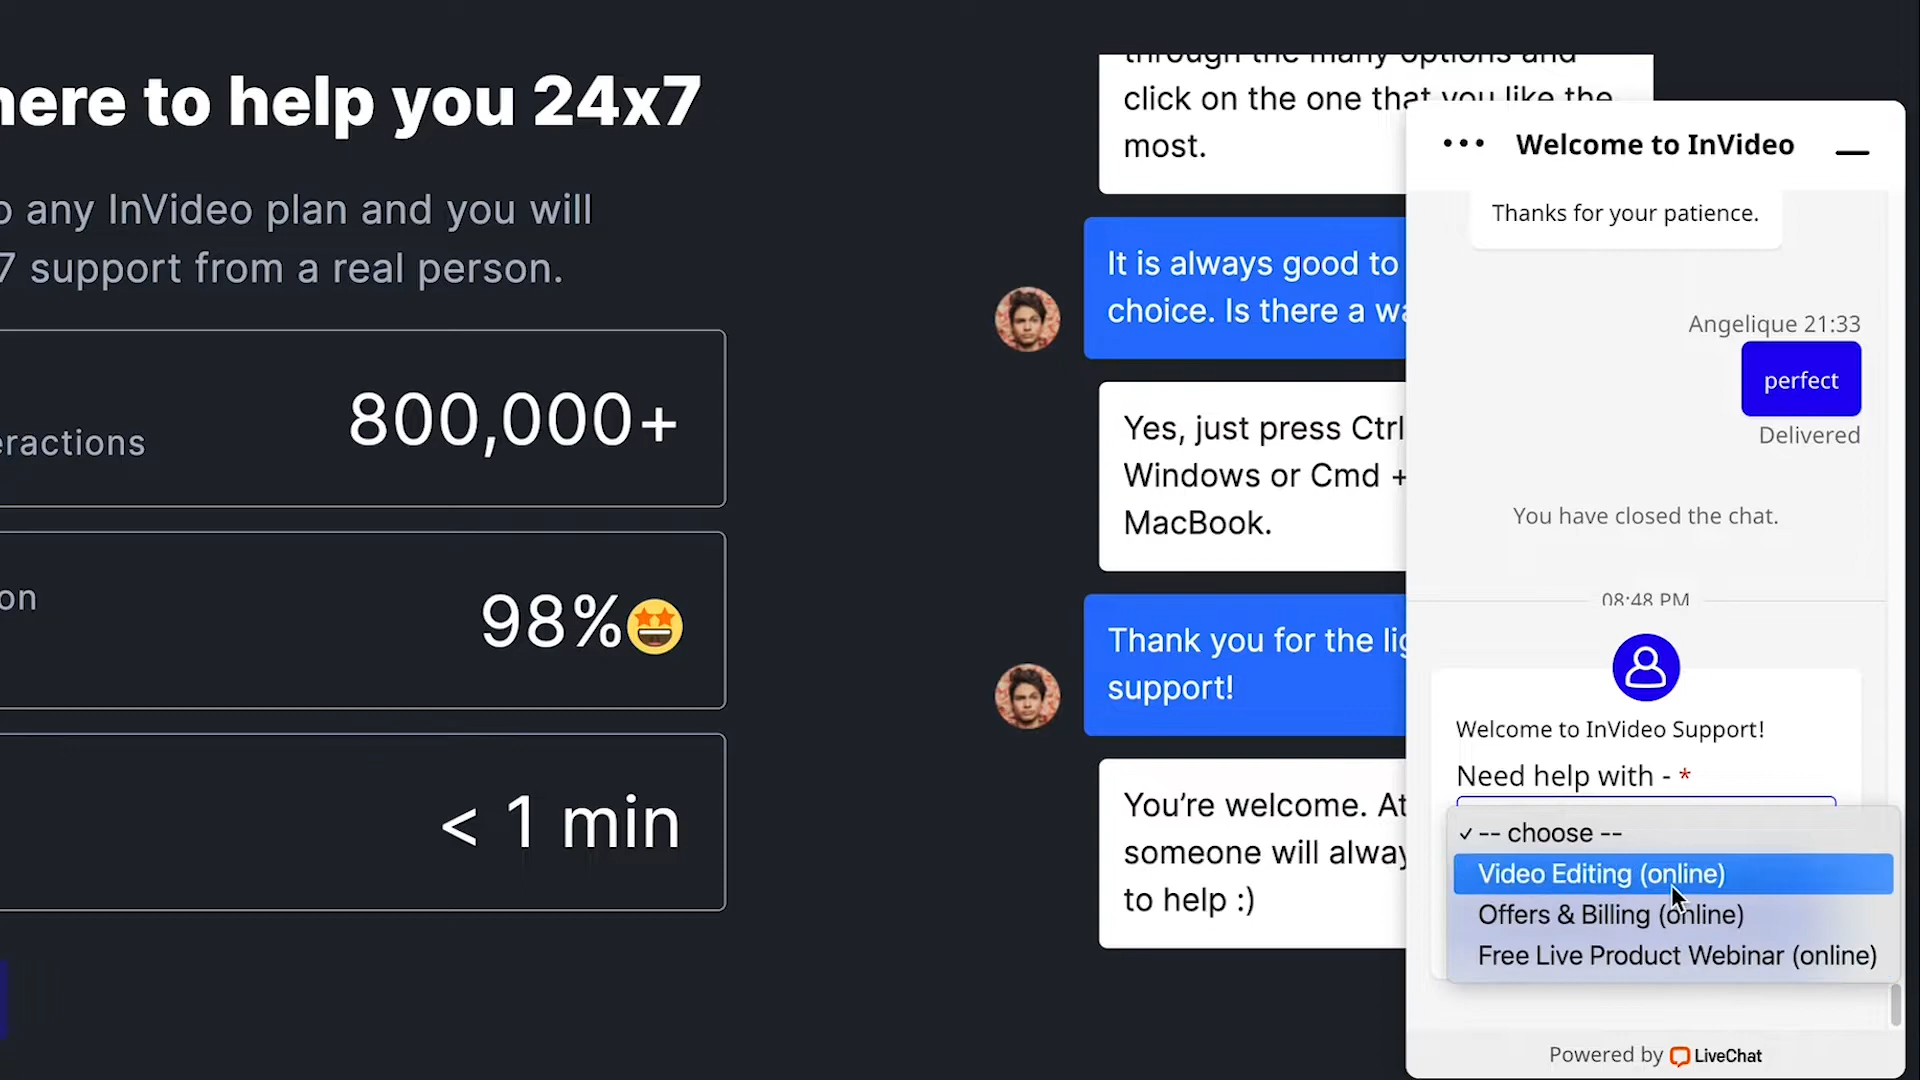 here to help you 24x7
any InVideo plan and you will
7 support from a real person.
800,000+
98%🤩
< 1 min
through the many options and
click on the one that you like the
most.
It is always good to
choice. Is there a
Yes, just press Ctrl
Windows or Cmd +
MacBook.
Thank you for the
support!
You’re welcome. At
someone will
to help :)
••• Welcome to InVideo
Thanks for your patience.
Angelique 21:33
perfect
Delivered
You have closed the chat.
08:48 PM
Welcome to InVideo Support!
Need help with - *
✓ -- choose --
Video Editing (online)
Offers & Billing (online)
Free Live Product Webinar (online)
Powered by LiveChat